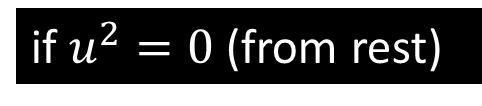 if u² = 0 (from rest)